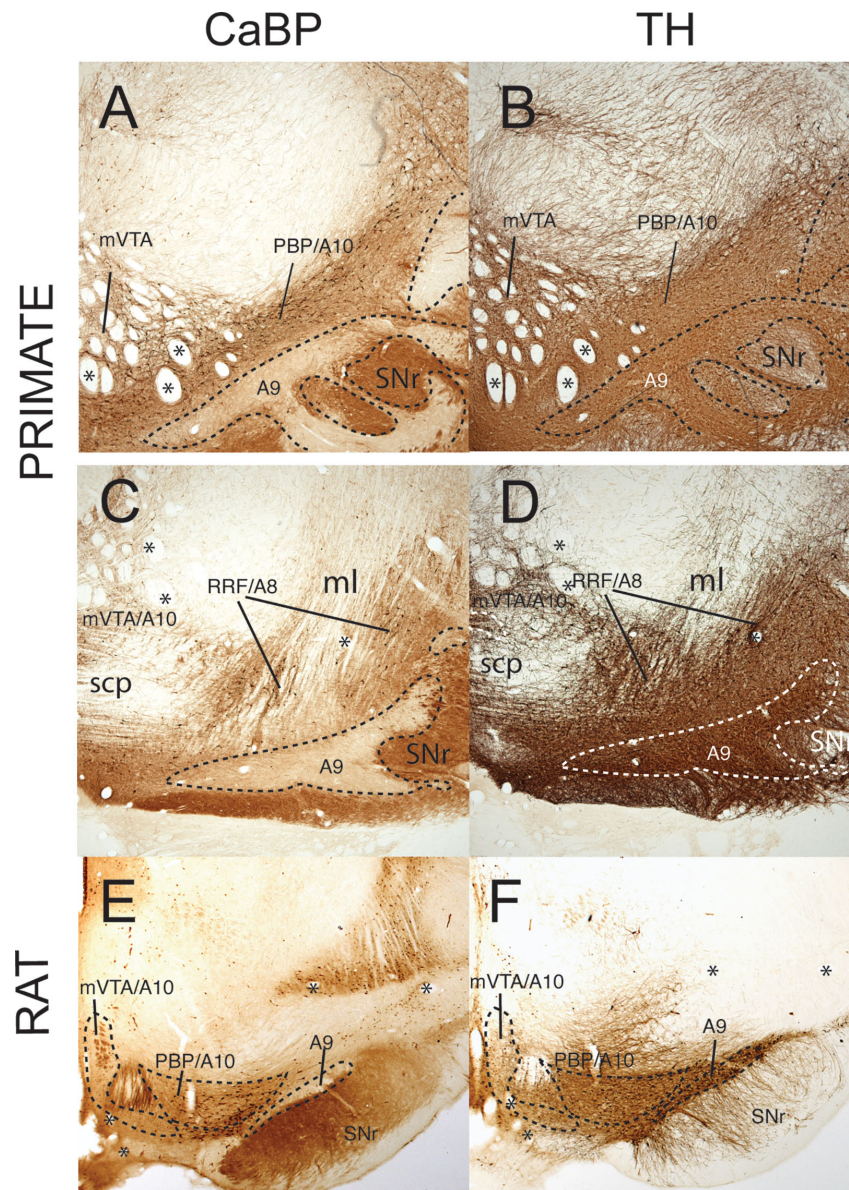 CaBP TH
PRIMATE
A
mVTA
PBP/A10
*
*
*
A9
SNr
B
mVTA
PBP/A10
*
*
*
A9
SNr
C
*
*
RRF/A8
ml
mVTA/A10
*
scp
A9
SNr
D
*
*
RRF/A8
ml
mVTA/A10
*
scp
A9
SNr
RAT
E
mVTA/A10
*
*
PBP/A10
A9
*
*
SNr
F
mVTA/A10
*
*
A9
PBP/A10
*
*
SNr